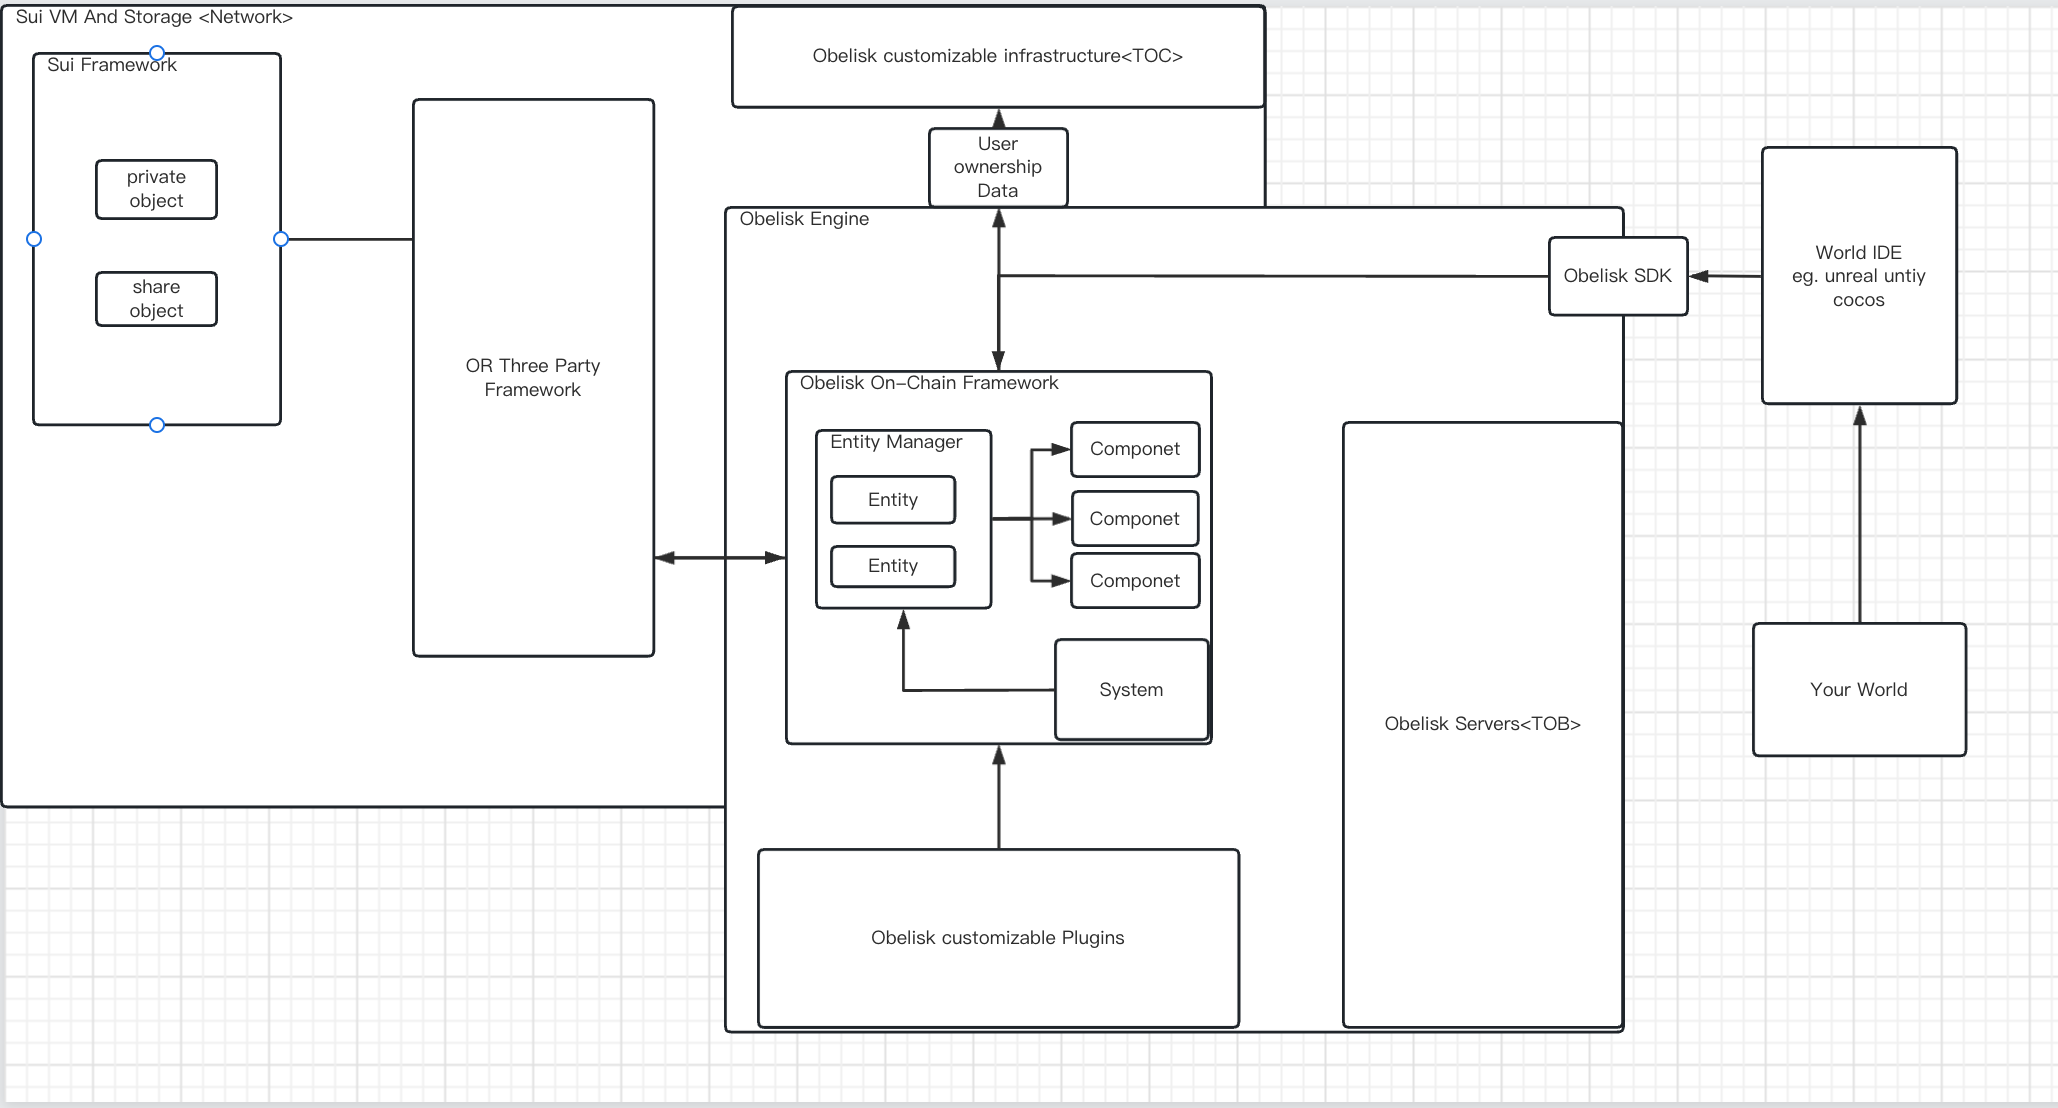 Sui VM And Storage <Network>
Sui Framework
private
object
share
object
OR Three Party
Framework
Obelisk customizable infrastructure<TOC>
User
ownership
Data
Obelisk Engine
Obelisk SDK
World IDE
eg. unreal untiy
cocos
Obelisk On-Chain Framework
Entity Manager
Entity
Entity
Componet
Componet
Componet
System
Obelisk Servers<TOB>
Your World
Obelisk customizable Plugins